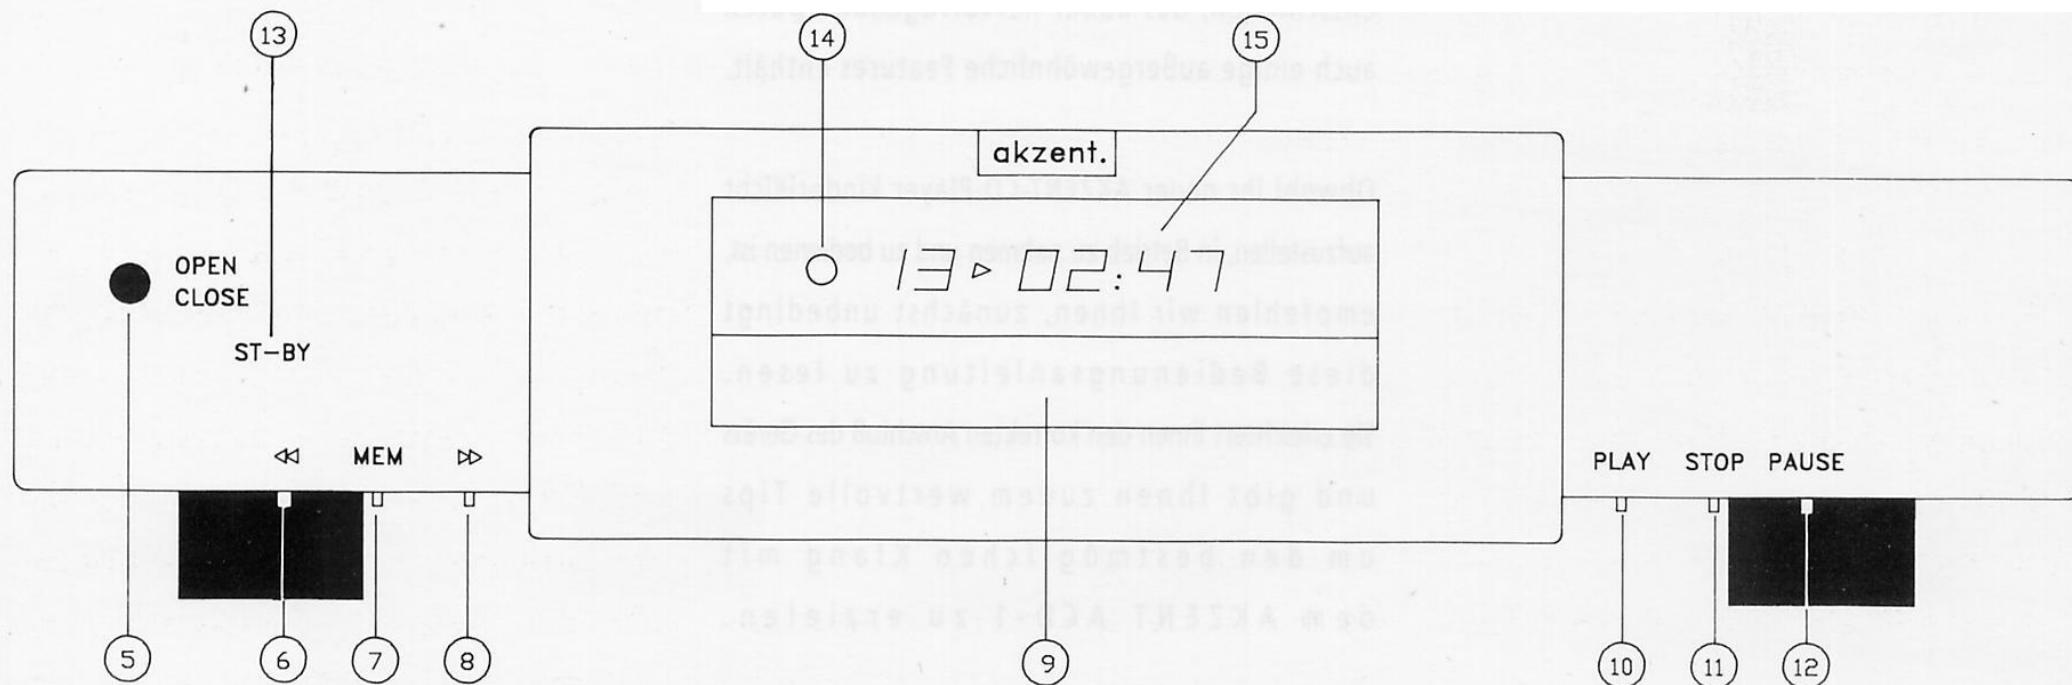 13
14
15
auch einige außergewöhnliche Features enthält.
akzent.
Obwohl Ihr neuer AKZENT-CD-Player kinderleicht
aufzustellen, in Betrieb zu nehmen und zu bedienen ist,
OPEN
CLOSE
13 ▷ 02:47
empfehlen wir Ihnen, zunächst unbedingt
ST-BY
diese Bedienungsanleitung zu lesen.
Sie erleichtert Ihnen den korrekten Anschluß des Geräts
◁◁ MEM ▷▷
PLAY STOP PAUSE
und gibt Ihnen zudem wertvolle Tips
um den bestmöglichen Klang mit
dem AKZENT ACD-1 zu erzielen.
5 6 7 8 9 10 11 12